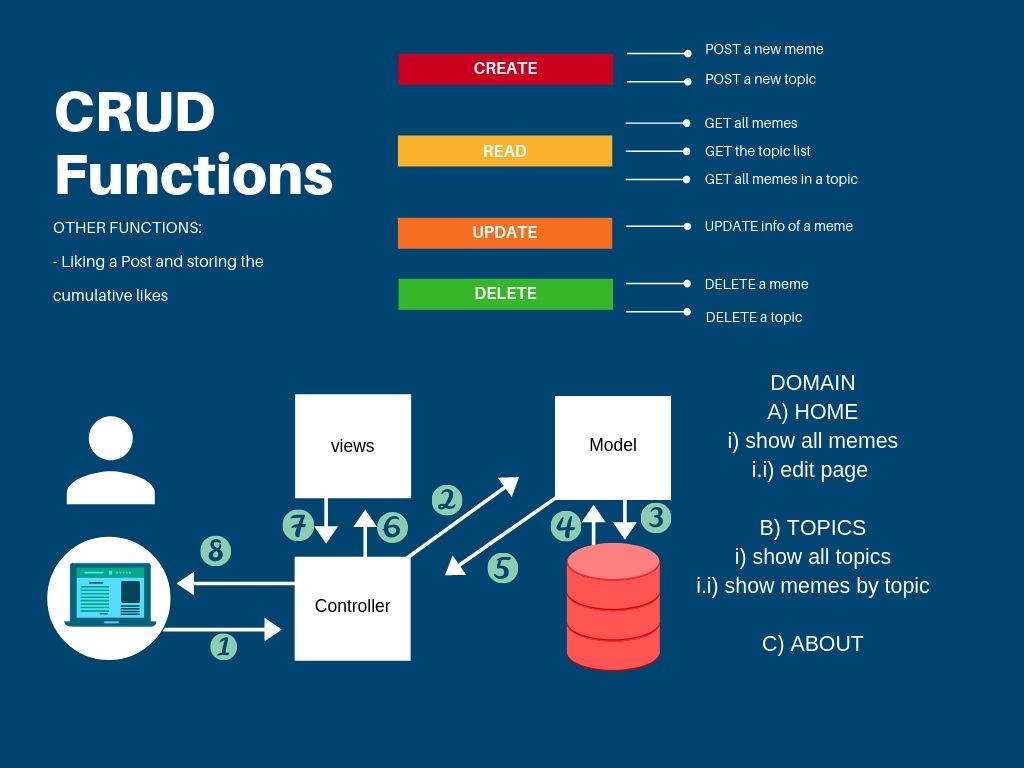 CRUD
Functions
OTHER FUNCTIONS:
- Liking a Post and storing the
cumulative likes
CREATE
POST a new meme
POST a new topic
READ
GET all memes
GET the topic list
GET all memes in a topic
UPDATE
UPDATE info of a meme
DELETE
DELETE a meme
DELETE a topic
views
Model
Controller
1
2
3
4
5
6
7
8
DOMAIN
A) HOME
i) show all memes
i.i) edit page
B) TOPICS
i) show all topics
i.i) show memes by topic
C) ABOUT